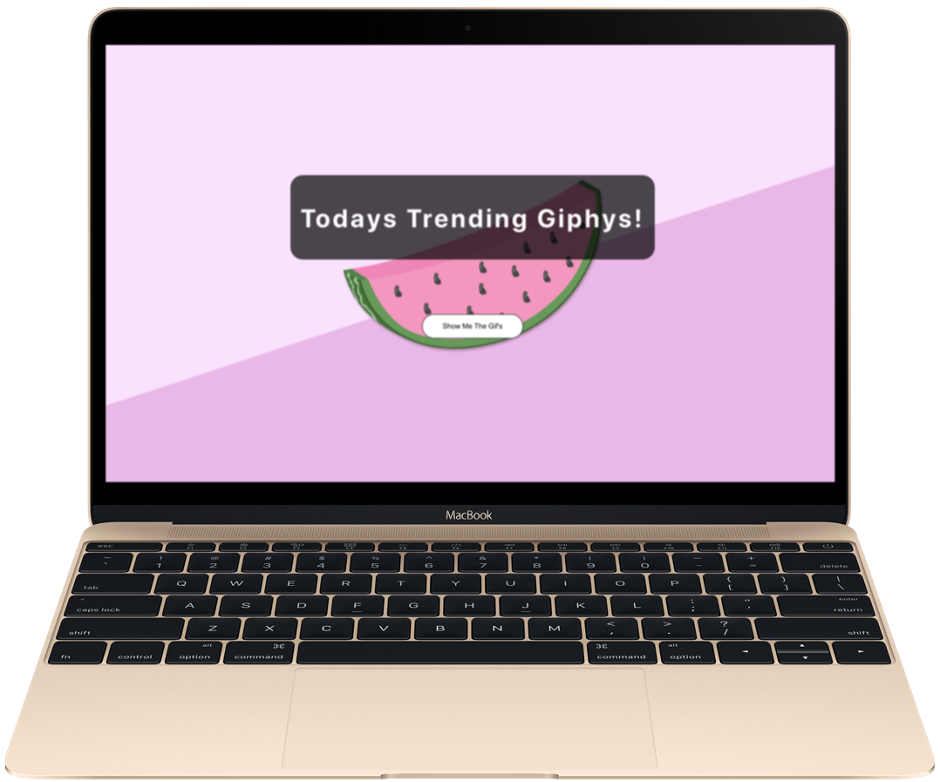 Todays Trending Giphys!
Show Me The Gif's
MacBook
esc
~ ! @ # $ % ^ & * ( ) — +
` 1 2 3 4 5 6 7 8 9 0 - = delete
tab Q W E R T Y U I O P { [ } ] | \
caps lock A S D F G H J K L : ; " ' enter return
shift Z X C V B N M < , > . ? / shift
fn control alt option ⌘ command ⌘ command alt option